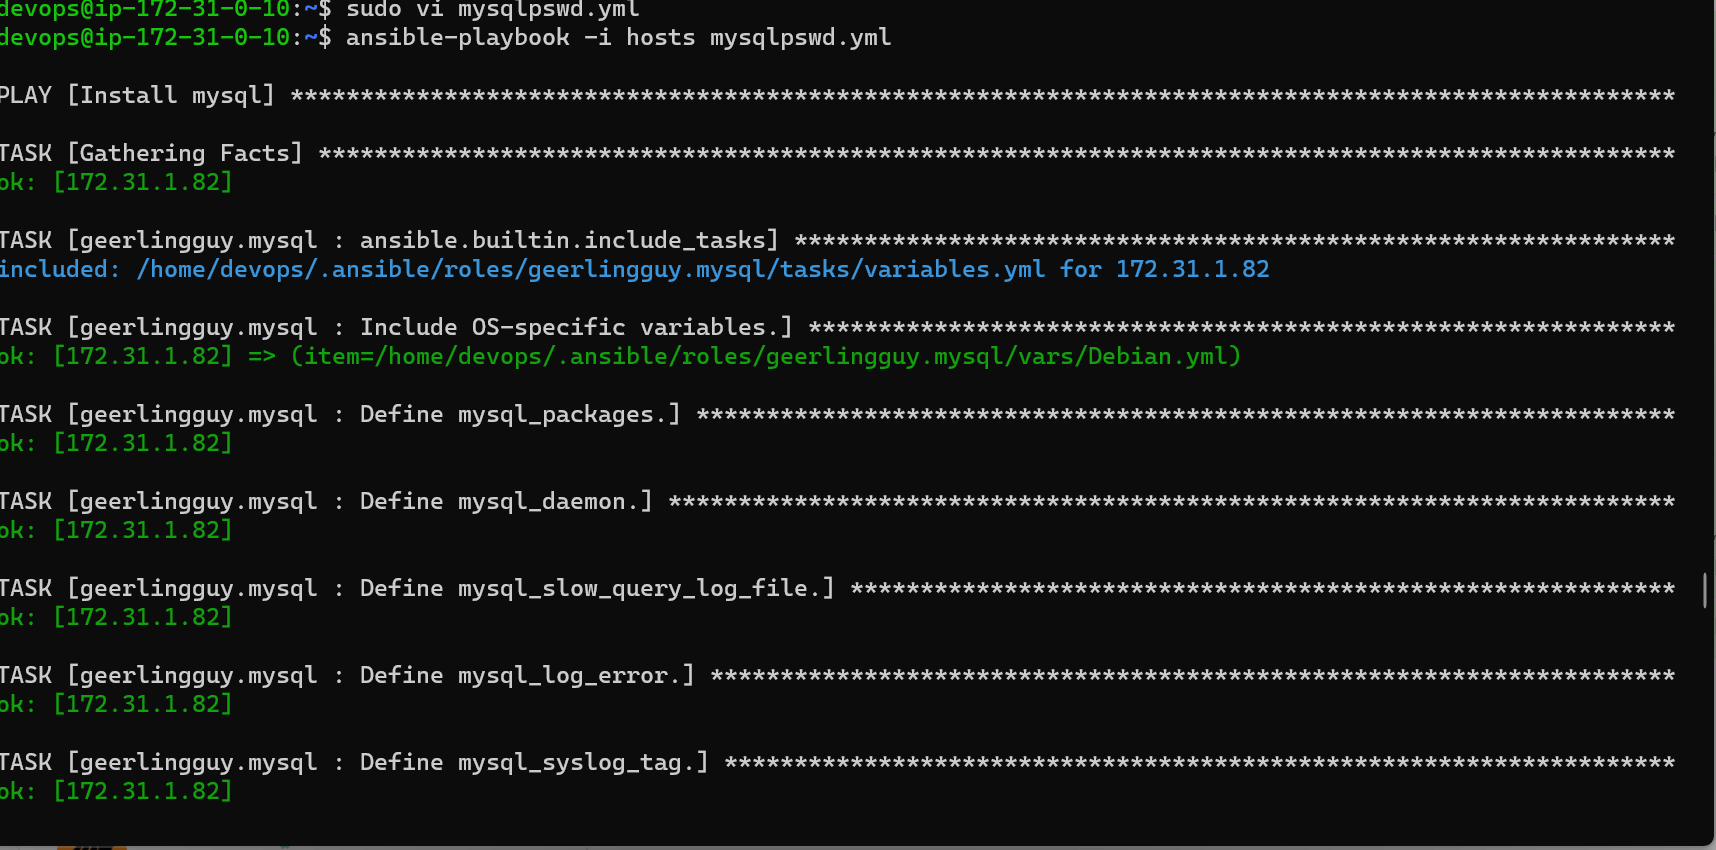 devops@ip-172-31-0-10:~$ sudo vi mysqlpswd.yml
devops@ip-172-31-0-10:~$ ansible-playbook -i hosts mysqlpswd.yml
PLAY [Install mysql] ***************************************************************************************************
TASK [Gathering Facts] *************************************************************************************************
ok: [172.31.1.82]
TASK [geerlingguy.mysql : ansible.builtin.include_tasks] ***************************************************************
included: /home/devops/.ansible/roles/geerlingguy.mysql/tasks/variables.yml for 172.31.1.82
TASK [geerlingguy.mysql : Include OS-specific variables.] **************************************************************
ok: [172.31.1.82] => (item=/home/devops/.ansible/roles/geerlingguy.mysql/vars/Debian.yml)
TASK [geerlingguy.mysql : Define mysql_packages.] **********************************************************************
ok: [172.31.1.82]
TASK [geerlingguy.mysql : Define mysql_daemon.] ************************************************************************
ok: [172.31.1.82]
TASK [geerlingguy.mysql : Define mysql_slow_query_log_file.] ***********************************************************
ok: [172.31.1.82]
TASK [geerlingguy.mysql : Define mysql_log_error.] *********************************************************************
ok: [172.31.1.82]
TASK [geerlingguy.mysql : Define mysql_syslog_tag.] ********************************************************************
ok: [172.31.1.82]